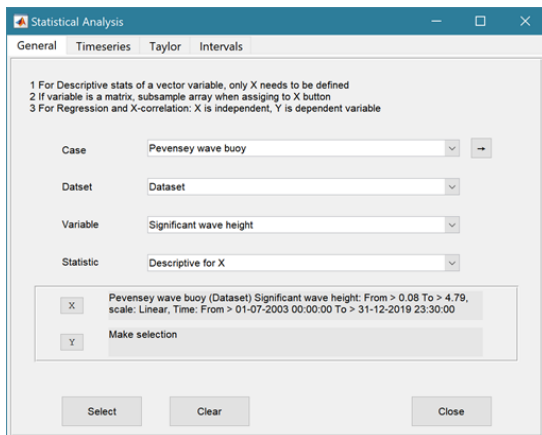 Statistical Analysis
General Timeseries Taylor Intervals
1 For Descriptive stats of a vector variable, only X needs to be defined
2 If variable is a matrix, subsample array when assiging to X button
3 For Regression and X-correlation: X is independent, Y is dependent variable
Case Pevensey wave buoy →
Datset Dataset
Variable Significant wave height
Statistic Descriptive for X
X Pevensey wave buoy (Dataset) Significant wave height: From > 0.08 To > 4.79,
scale: Linear, Time: From > 01-07-2003 00:00:00 To > 31-12-2019 23:30:00
Y Make selection
Select Clear Close